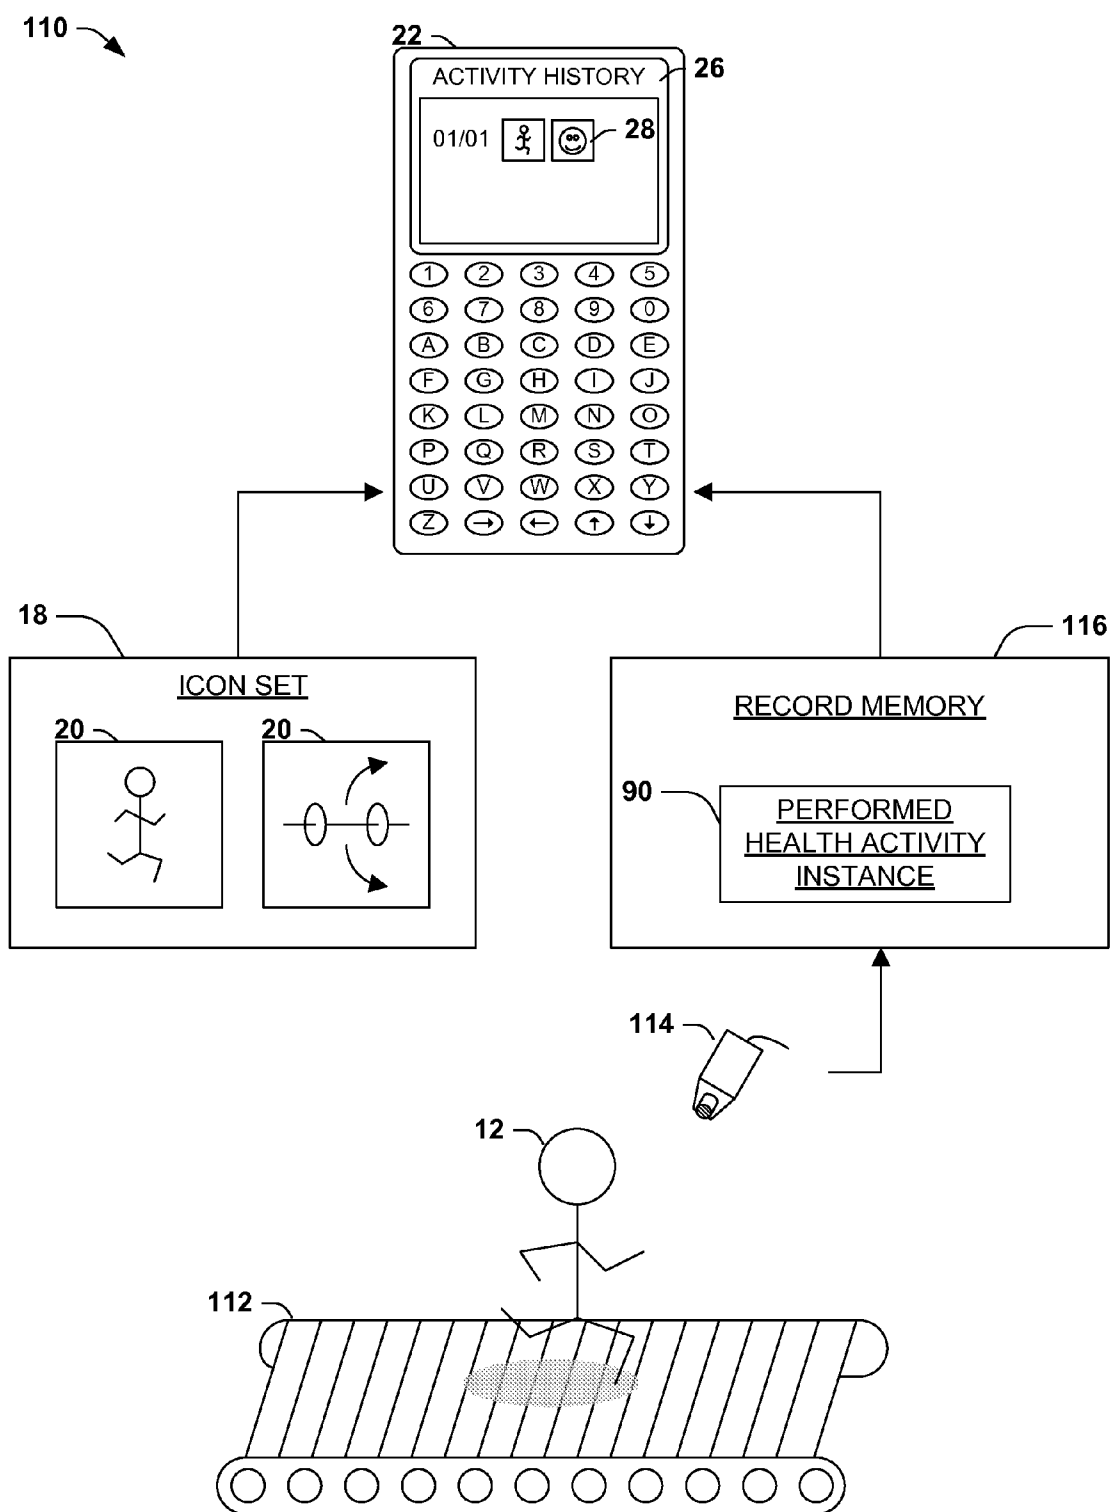 110
22
ACTIVITY HISTORY
26
01/01
28
1 2 3 4 5
6 7 8 9 0
A B C D E
F G H I J
K L M N O
P Q R S T
U V W X Y
Z → ← ↑ ↓
18
116
ICON SET
20
20
RECORD MEMORY
90
PERFORMED
HEALTH ACTIVITY
INSTANCE
114
12
112